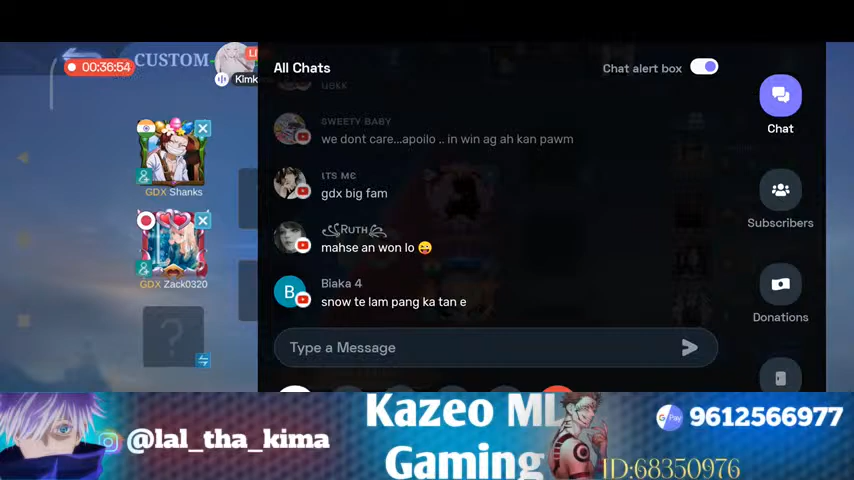 00:36:54
CUSTOM
LI
Kimk
GDX Shanks
GDX Zack0320
?
All Chats
Chat alert box
SWEETY BABY
we dont care...apoilo .. in win ag ah kan pawm
ITS ME
gdx big fam
RUTH
mahse an won lo 😜
B
Biaka 4
snow te lam pang ka tan e
Type a Message
Chat
Subscribers
Donations
@lal_tha_kima
Kazeo ML
Gaming
G Pay 9612566977
ID:68350976